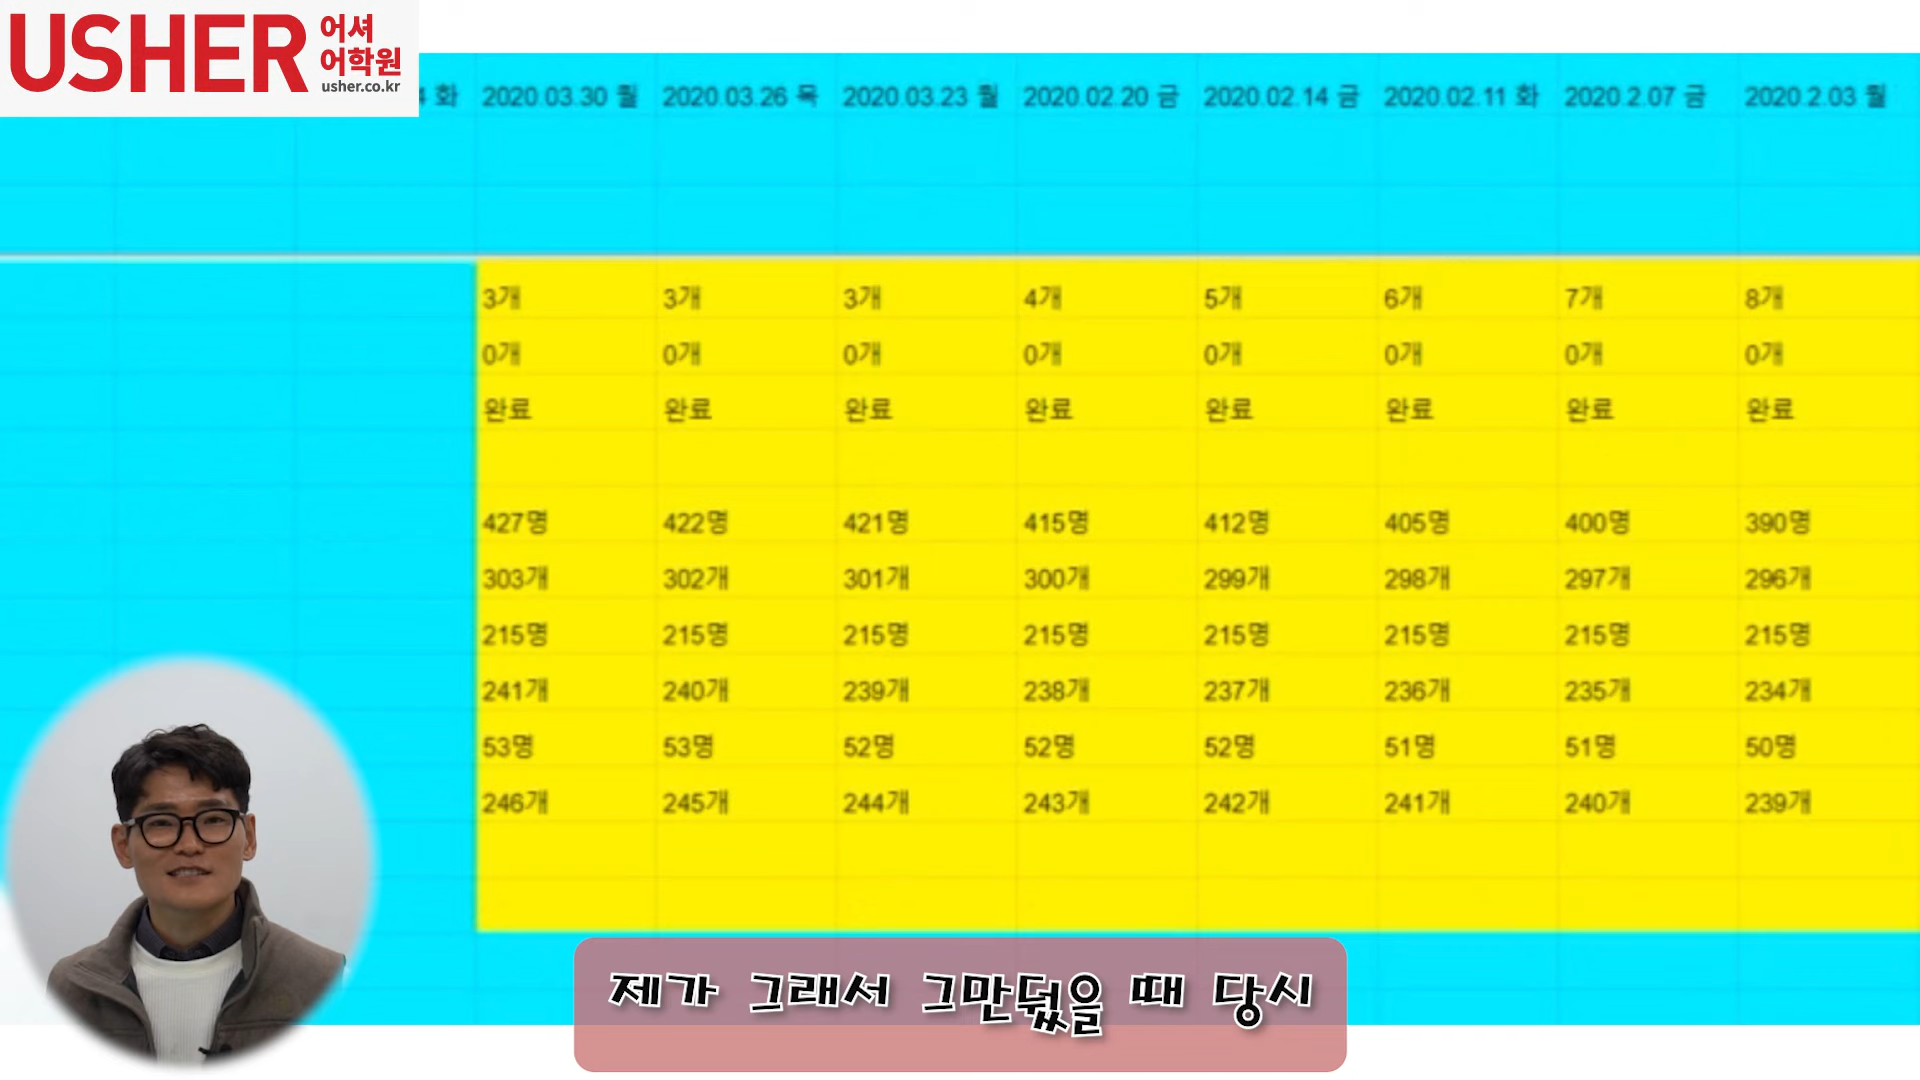 USHER 어셔
어학원
usher.co.kr
화 2020.03.30 월 2020.03.26 목 2020.03.23 월 2020.02.20 금 2020.02.14 금 2020.02.11 화 2020.2.07 금 2020.2.03 월
3개 3개 3개 4개 5개 6개 7개 8개
0개 0개 0개 0개 0개 0개 0개 0개
완료 완료 완료 완료 완료 완료 완료 완료
427명 422명 421명 415명 412명 405명 400명 390명
303개 302개 301개 300개 299개 298개 297개 296개
215명 215명 215명 215명 215명 215명 215명 215명
241개 240개 239개 238개 237개 236개 235개 234개
53명 53명 52명 52명 52명 51명 51명 50명
246개 245개 244개 243개 242개 241개 240개 239개
제가 그래서 그만뒀을 때 당시